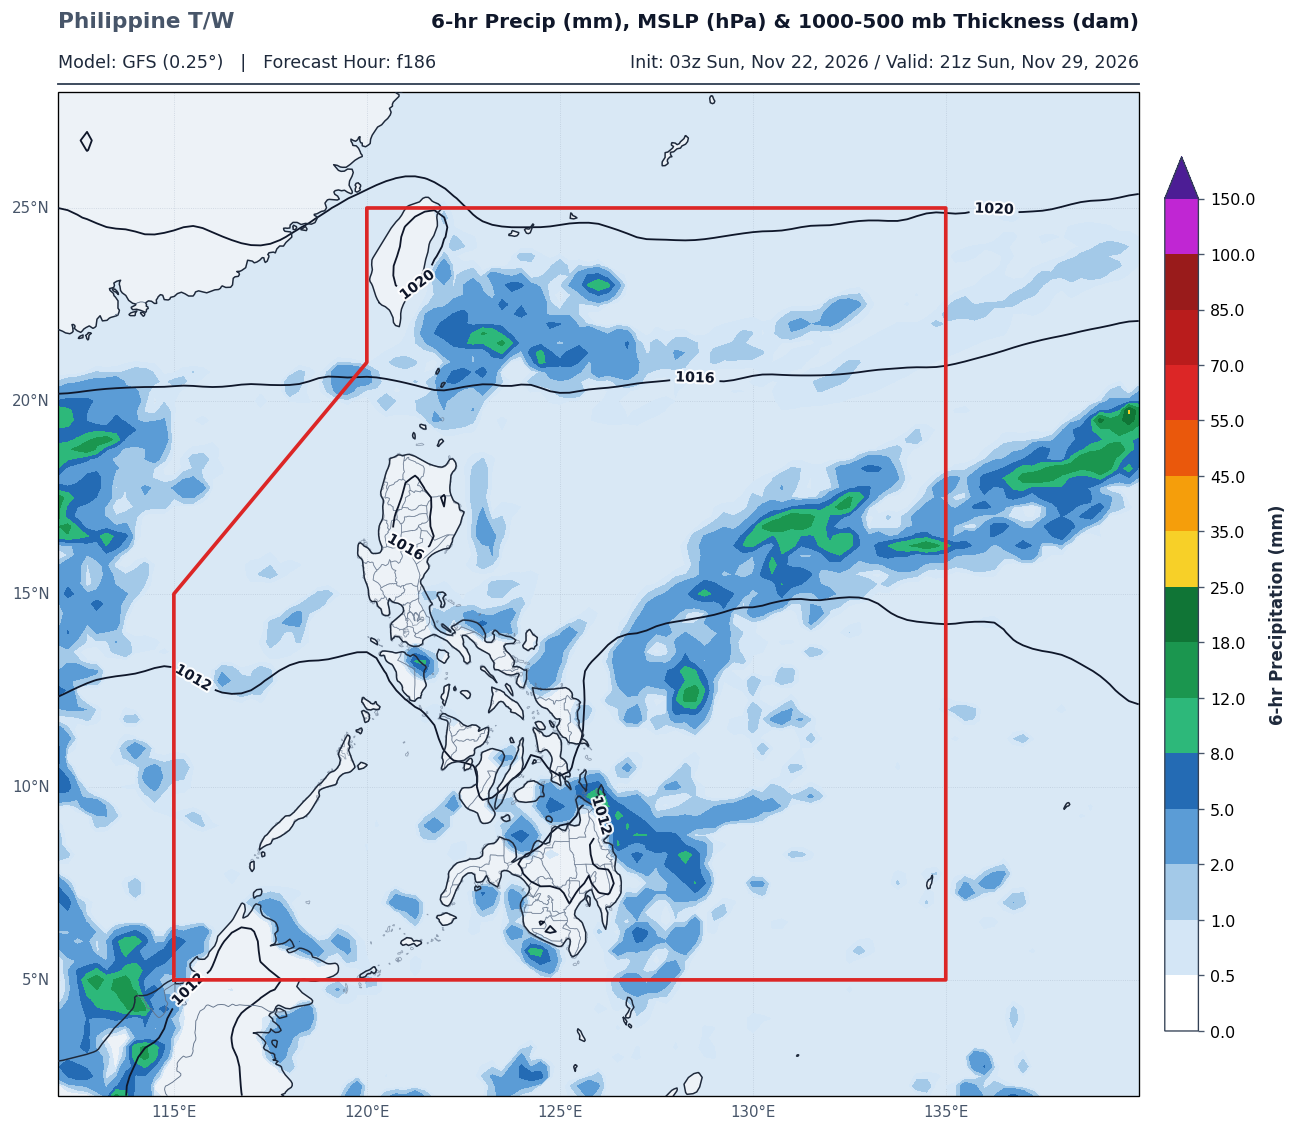 Philippine T/W
6-hr Precip (mm), MSLP (hPa) & 1000-500 mb Thickness (dam)
Model: GFS (0.25°) | Forecast Hour: f186
Init: 03z Sun, Nov 22, 2026 / Valid: 21z Sun, Nov 29, 2026
25°N
20°N
15°N
10°N
5°N
1020
1020
1016
1016
1012
1012
1012
115°E
120°E
125°E
130°E
135°E
150.0
100.0
85.0
70.0
55.0
45.0
35.0
25.0
18.0
12.0
8.0
5.0
2.0
1.0
0.5
0.0
6-hr Precipitation (mm)